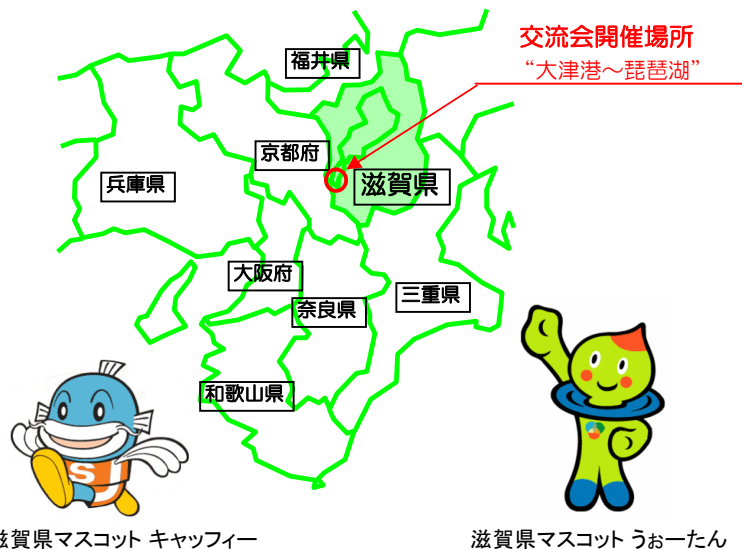 交流会開催場所
“大津港～琵琶湖”
福井県
京都府
兵庫県
滋賀県
大阪府
奈良県
三重県
和歌山県
SJ
滋賀県マスコット キャッフィー
滋賀県マスコット うぉーたん